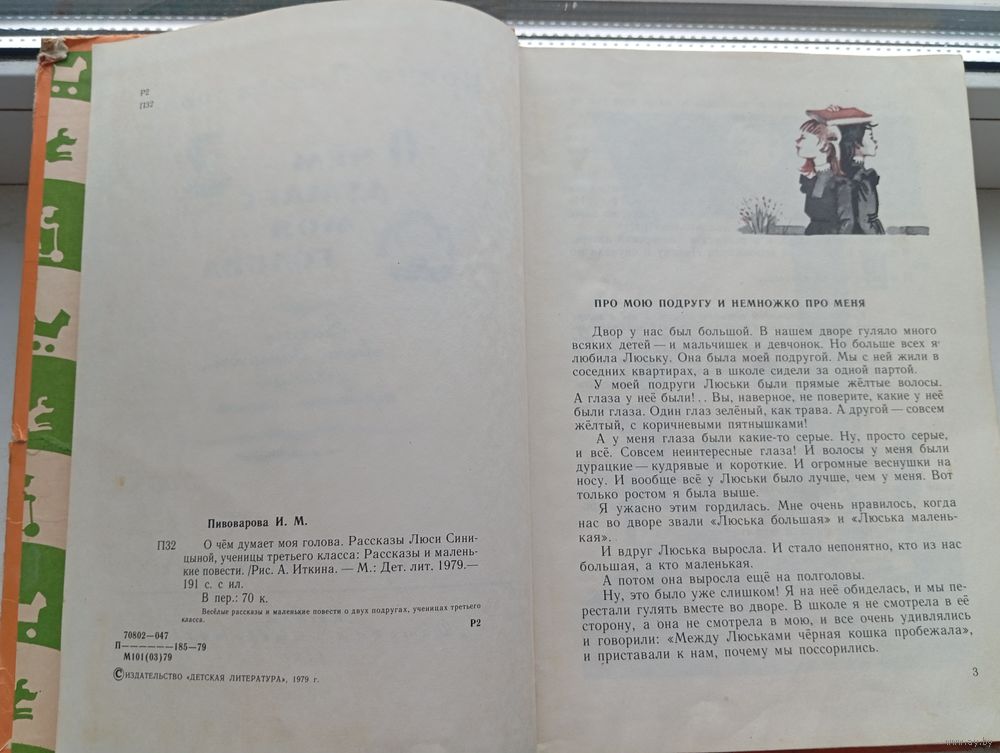 Р2
П32
Пивоварова И. М.
П32 О чём думает моя голова. Рассказы Люси Сини-
цыной, ученицы третьего класса: Рассказы и малень-
кие повести. /Рис. А. Иткина. — М.: Дет. лит. 1979.—
191 с. с ил.
В пер.: 70 к.
Весёлые рассказы и маленькие повести о двух подругах, ученицах третьего
класса.
Р2
70802—047
П————185—79
М101(03)79
© ИЗДАТЕЛЬСТВО «ДЕТСКАЯ ЛИТЕРАТУРА», 1979 г.
ПРО МОЮ ПОДРУГУ И НЕМНОЖКО ПРО МЕНЯ
Двор у нас был большой. В нашем дворе гуляло много
всяких детей — и мальчишек и девчонок. Но больше всех я
любила Люську. Она была моей подругой. Мы с ней жили в
соседних квартирах, а в школе сидели за одной партой.
У моей подруги Люськи были прямые жёлтые волосы.
А глаза у неё были!.. Вы, наверное, не поверите, какие у неё
были глаза. Один глаз зелёный, как трава. А другой — совсем
жёлтый, с коричневыми пятнышками!
А у меня глаза были какие-то серые. Ну, просто серые,
и всё. Совсем неинтересные глаза! И волосы у меня были
дурацкие — кудрявые и короткие. И огромные веснушки на
носу. И вообще всё у Люськи было лучше, чем у меня. Вот
только ростом я была выше.
Я ужасно этим гордилась. Мне очень нравилось, когда
нас во дворе звали «Люська большая» и «Люська малень-
кая».
И вдруг Люська выросла. И стало непонятно, кто из нас
большая, а кто маленькая.
А потом она выросла ещё на полголовы.
Ну, это было уже слишком! Я на неё обиделась, и мы пе-
рестали гулять вместе во дворе. В школе я не смотрела в её
сторону, а она не смотрела в мою, и все очень удивлялись
и говорили: «Между Люськами чёрная кошка пробежала»,
и приставали к нам, почему мы поссорились.
3